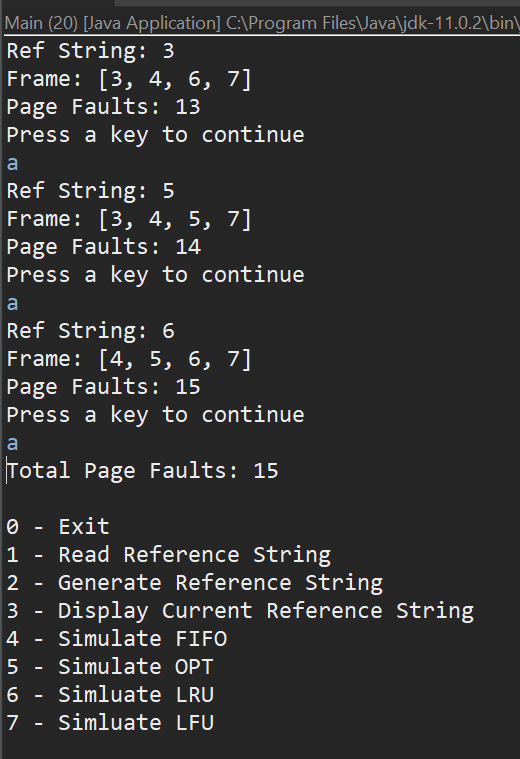 Main (20) [Java Application] C:\Program Files\Java\jdk-11.0.2\bin\
Ref String: 3
Frame: [3, 4, 6, 7]
Page Faults: 13
Press a key to continue
a
Ref String: 5
Frame: [3, 4, 5, 7]
Page Faults: 14
Press a key to continue
a
Ref String: 6
Frame: [4, 5, 6, 7]
Page Faults: 15
Press a key to continue
a
Total Page Faults: 15
0 - Exit
1 - Read Reference String
2 - Generate Reference String
3 - Display Current Reference String
4 - Simulate FIFO
5 - Simulate OPT
6 - Simluate LRU
7 - Simluate LFU